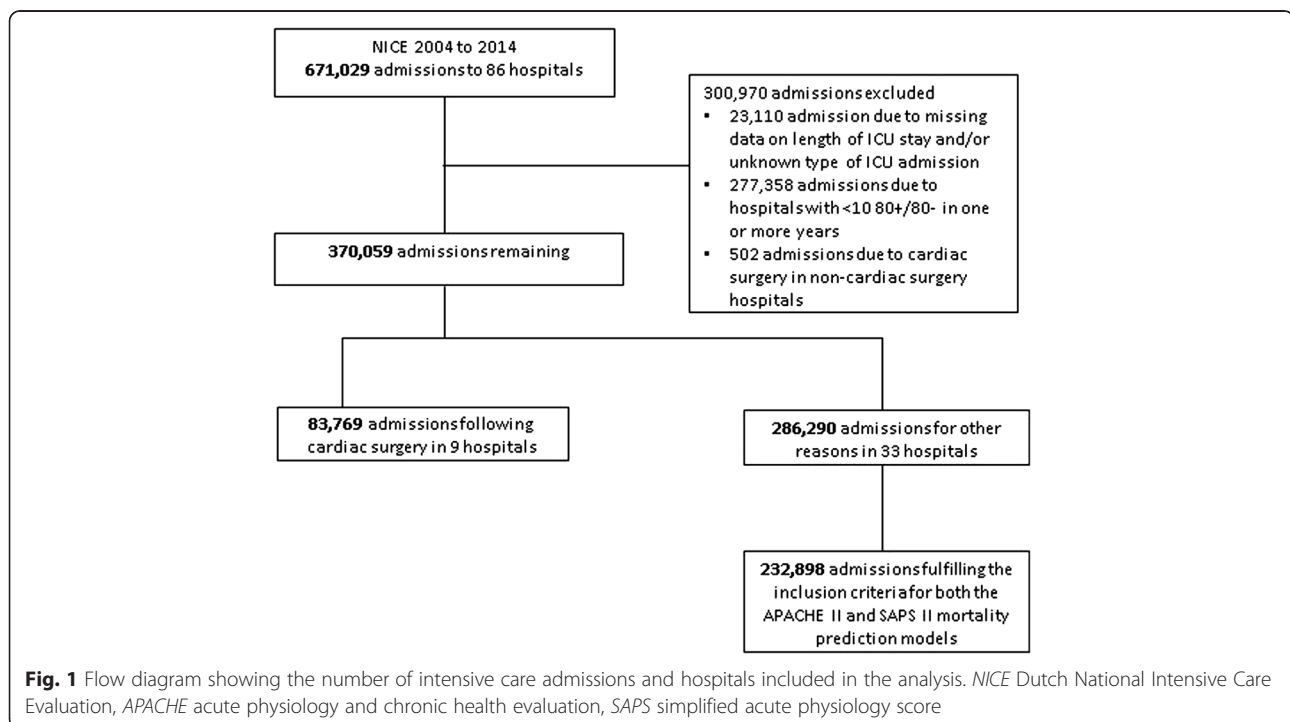 NICE 2004 to 2014
671,029 admissions to 86 hospitals
300,970 admissions excluded
▪ 23,110 admission due to missing
data on length of ICU stay and/or
unknown type of ICU admission
▪ 277,358 admissions due to
hospitals with <10 80+/80- in one
or more years
▪ 502 admissions due to cardiac
surgery in non-cardiac surgery
hospitals
370,059 admissions remaining
83,769 admissions following
cardiac surgery in 9 hospitals
286,290 admissions for other
reasons in 33 hospitals
232,898 admissions fulfilling the
inclusion criteria for both the
APACHE II and SAPS II mortality
prediction models
Fig. 1 Flow diagram showing the number of intensive care admissions and hospitals included in the analysis. NICE Dutch National Intensive Care
Evaluation, APACHE acute physiology and chronic health evaluation, SAPS simplified acute physiology score